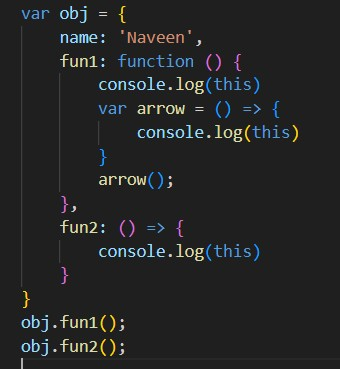 var obj = {
    name: 'Naveen',
    fun1: function () {
        console.log(this)
        var arrow = () => {
            console.log(this)
        }
        arrow();
    },
    fun2: () => {
        console.log(this)
    }
}
obj.fun1();
obj.fun2();